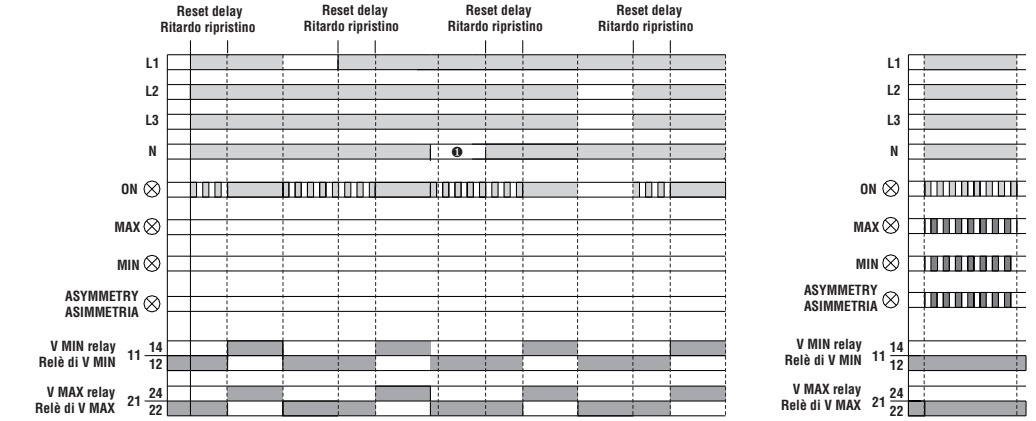 Reset delay Reset delay Reset delay Reset delay
Ritardo ripristino Ritardo ripristino Ritardo ripristino Ritardo ripristino
L1
L2
L3
N ❶
ON
MAX
MIN
ASYMMETRY
ASIMMETRIA
V MIN relay 11 14
Relè di V MIN 12
V MAX relay 21 24
Relè di V MAX 22
L1
L2
L3
N
ON
MAX
MIN
ASYMMETRY
ASIMMETRIA
V MIN relay 11 14
Relè di V MIN 12
V MAX relay 21 24
Relè di V MAX 22